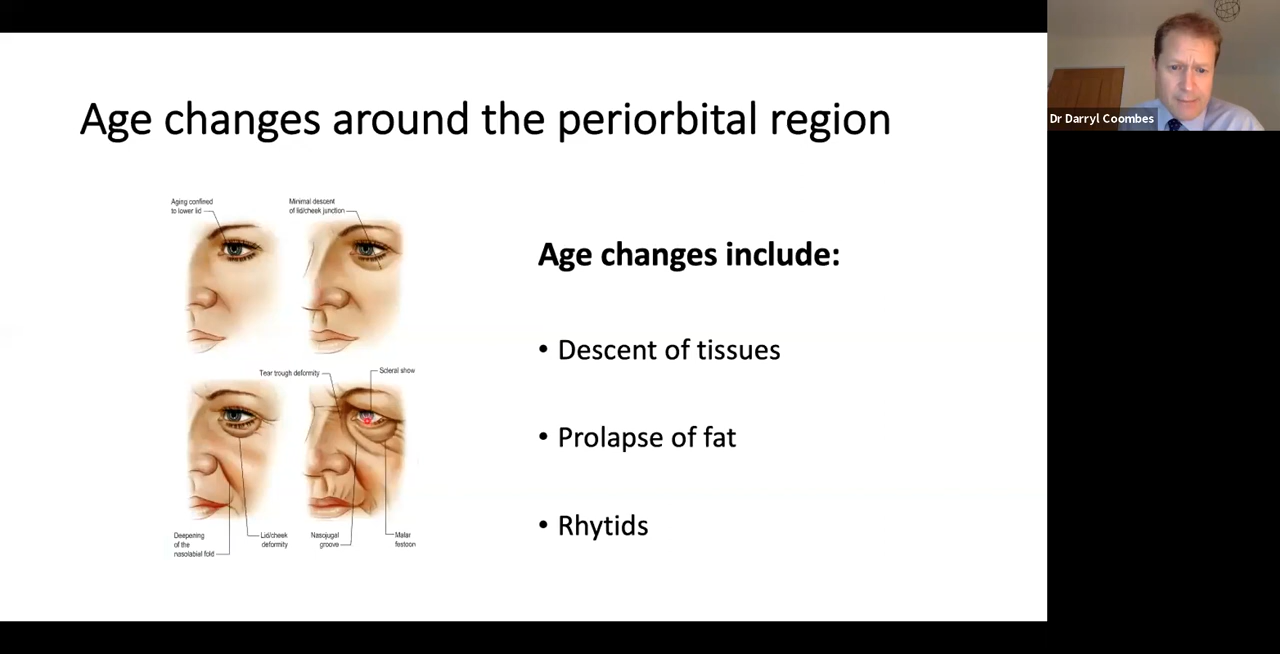 Age changes around the periorbital region
Dr Darryl Coombes
Aging confined
to lower lid
Minimal descent
of lid/cheek junction
Tear trough deformity
Scleral show
Deepening
of the
nasolabial fold
Lid/cheek
deformity
Nasojugal
groove
Malar
festoon
Age changes include:
• Descent of tissues
• Prolapse of fat
• Rhytids